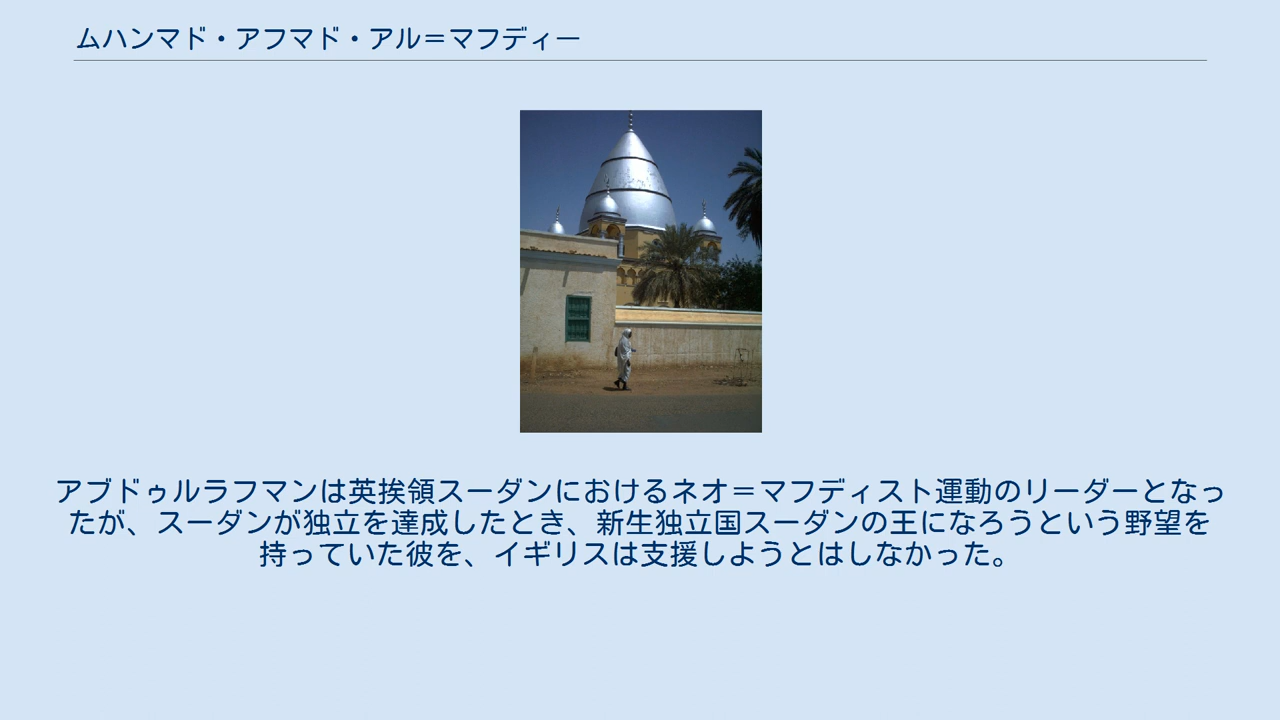 ムハンマド・アフマド・アル＝マフディー
アブドゥルラフマンは英挨領スーダンにおけるネオ＝マフディスト運動のリーダーとなっ
たが、スーダンが独立を達成したとき、新生独立国スーダンの王になろうという野望を
持っていた彼を、イギリスは支援しようとはしなかった。